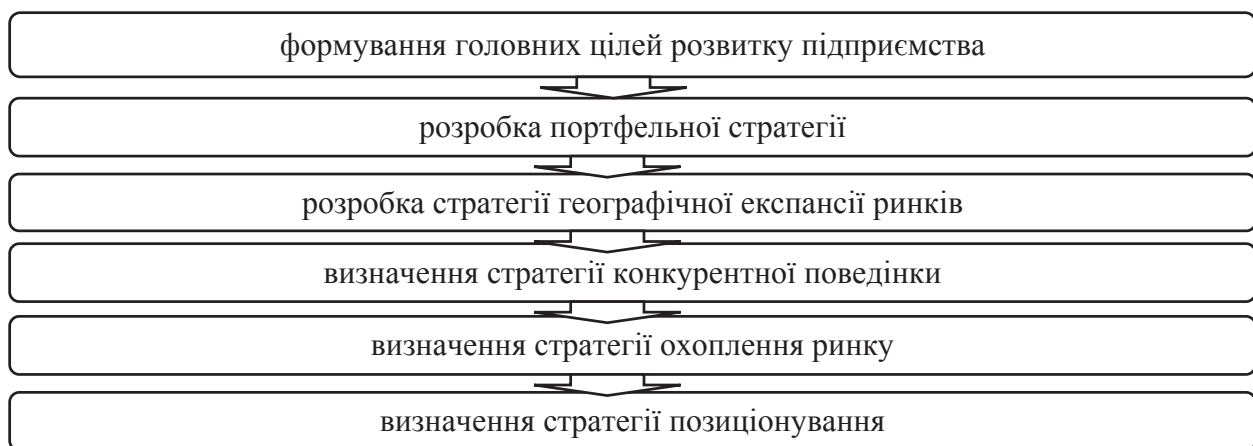 формування головних цілей розвитку підприємства
розробка портфельної стратегії
розробка стратегії географічної експансії ринків
визначення стратегії конкурентної поведінки
визначення стратегії охоплення ринку
визначення стратегії позиціонування